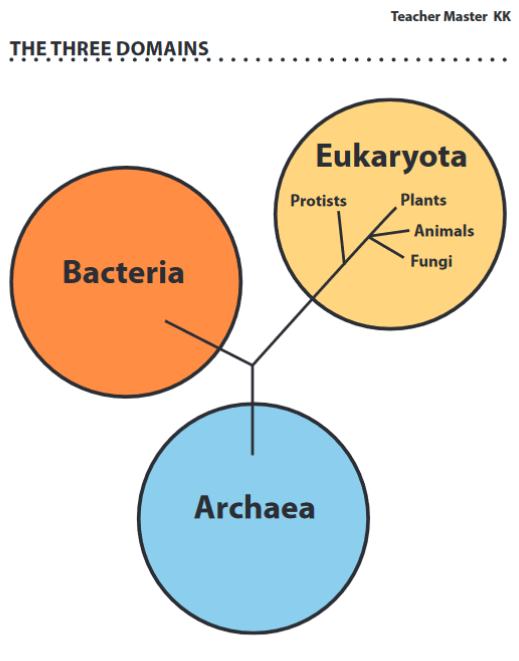 Teacher Master KK
THE THREE DOMAINS
Eukaryota
Protists
Plants
Animals
Fungi
Bacteria
Archaea